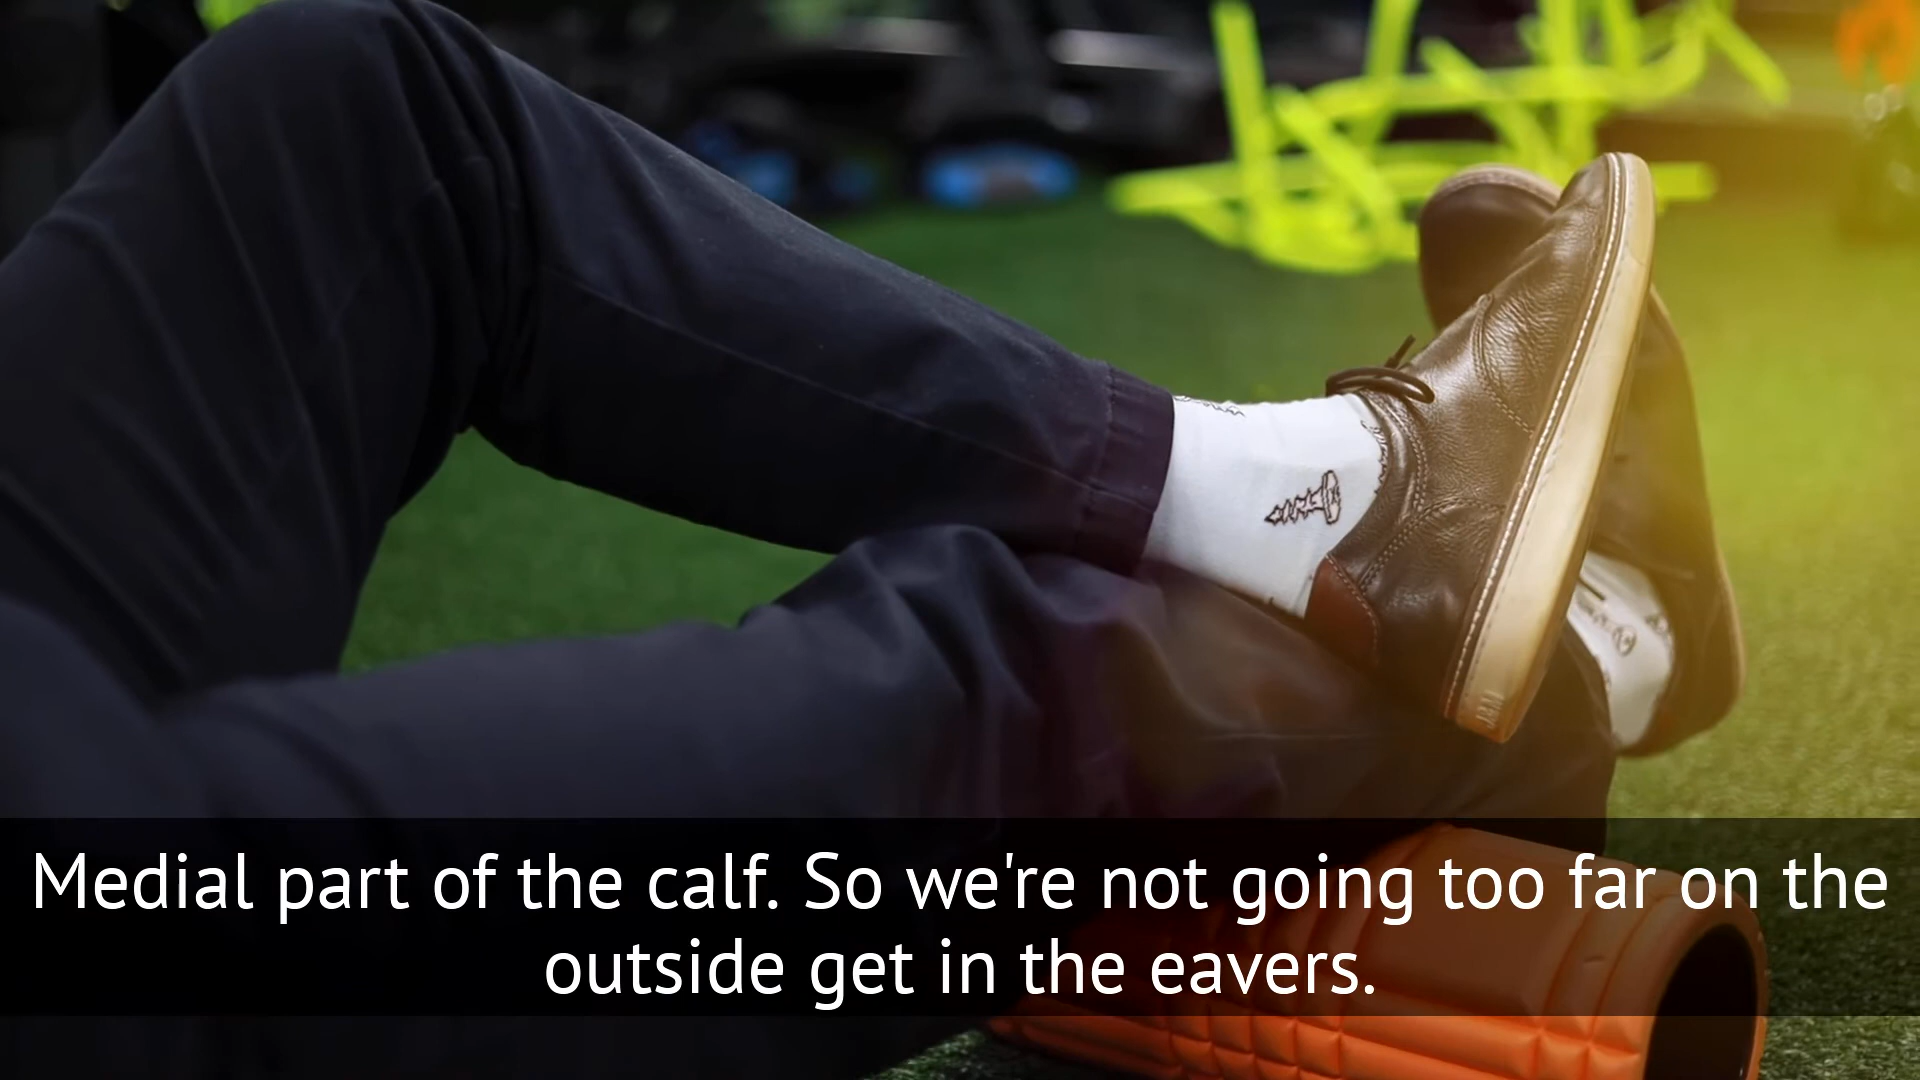 Medial part of the calf. So we're not going too far on the
outside get in the eavers.